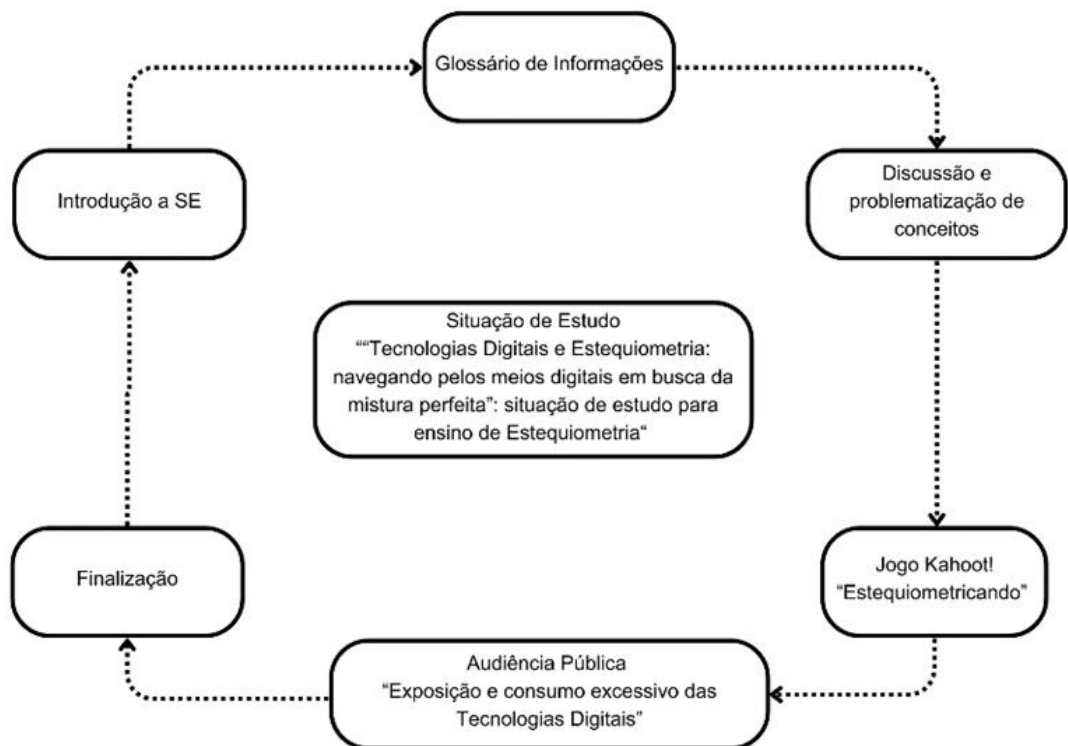 Glossário de Informações
Introdução a SE
Discussão e
problematização de
conceitos
Situação de Estudo
““Tecnologias Digitais e Estequiometria:
navegando pelos meios digitais em busca da
mistura perfeita”: situação de estudo para
ensino de Estequiometria“
Finalização
Jogo Kahoot!
“Estequiometricando”
Audiência Pública
“Exposição e consumo excessivo das
Tecnologias Digitais“